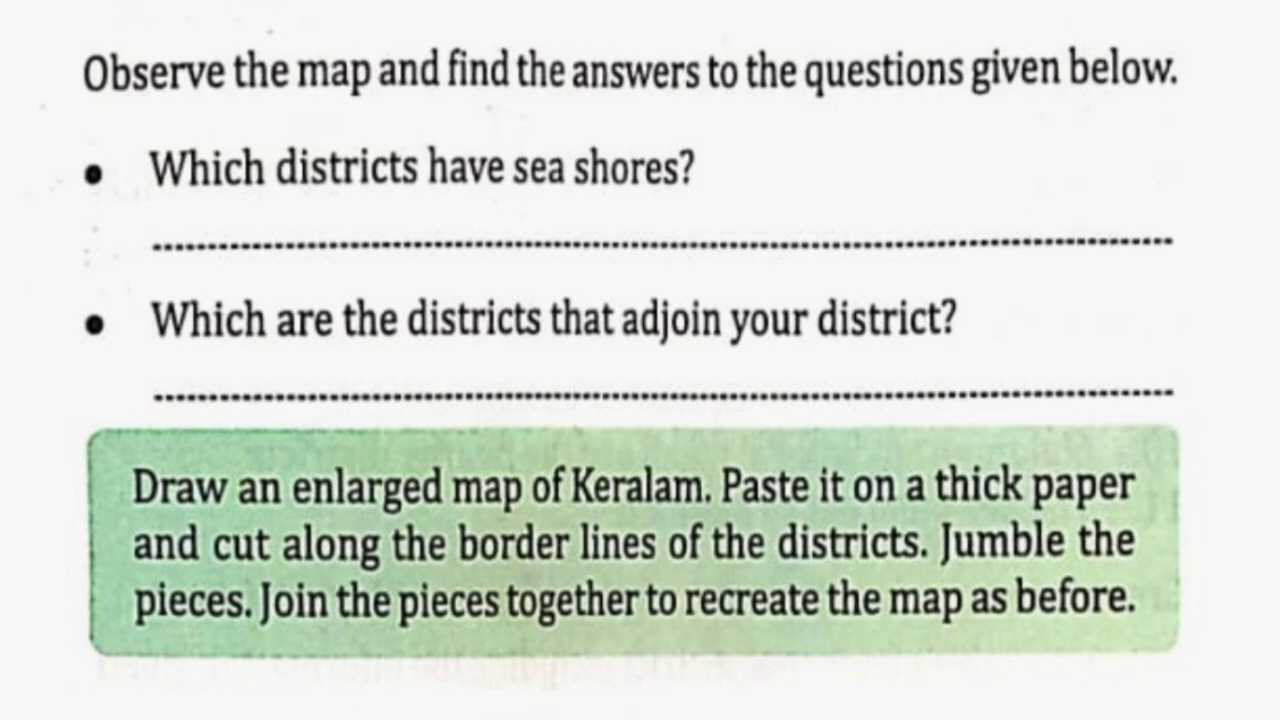 Observe the map and find the answers to the questions given below.
• Which districts have sea shores?
• Which are the districts that adjoin your district?
Draw an enlarged map of Keralam. Paste it on a thick paper
and cut along the border lines of the districts. Jumble the
pieces. Join the pieces together to recreate the map as before.